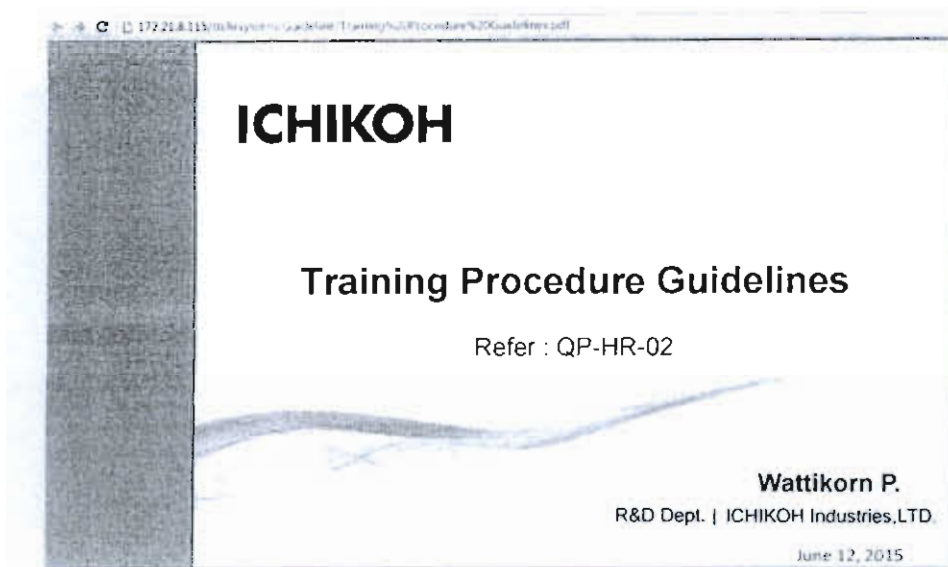 ICHIKOH
Training Procedure Guidelines
Refer : QP-HR-02
Wattikorn P.
R&D Dept. | ICHIKOH Industries,LTD.
June 12, 2015